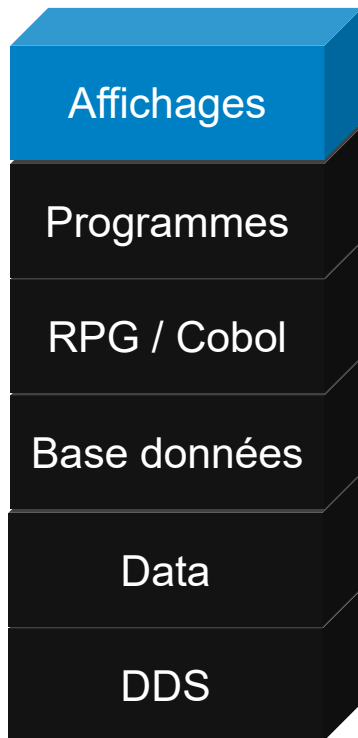 Affichages
Programmes
RPG / Cobol
Base données
Data
DDS